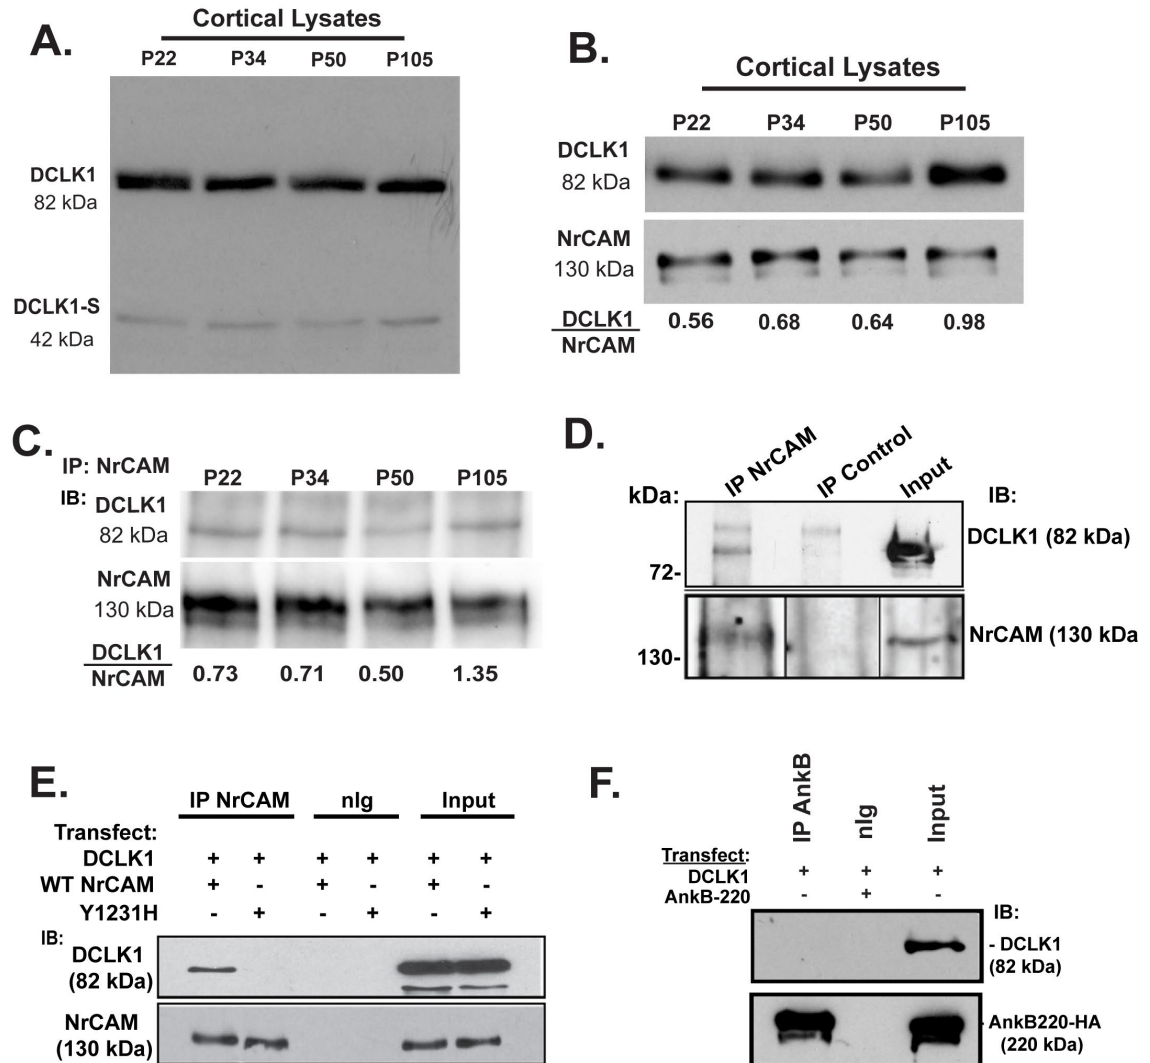 A.
Cortical Lysates
P22 P34 P50 P105
DCLK1
82 kDa
DCLK1-S
42 kDa
B.
Cortical Lysates
P22 P34 P50 P105
DCLK1
82 kDa
NrCAM
130 kDa
DCLK1 0.56 0.68 0.64 0.98
NrCAM
C.
IP: NrCAM
P22 P34 P50 P105
IB: DCLK1
82 kDa
NrCAM
130 kDa
DCLK1
NrCAM 0.73 0.71 0.50 1.35
D.
IP NrCAM IP Control Input
kDa: IB:
DCLK1 (82 kDa)
72-
NrCAM (130 kDa
130-
E.
IP NrCAM nIg Input
Transfect:
DCLK1 + + + + + +
WT NrCAM + - + - + -
Y1231H - + - + - +
IB:
DCLK1
(82 kDa)
NrCAM
(130 kDa)
F.
IP AnkB nIg Input
Transfect:
DCLK1 + + +
AnkB-220 - + -
IB:
- DCLK1
(82 kDa)
AnkB220-HA
(220 kDa)